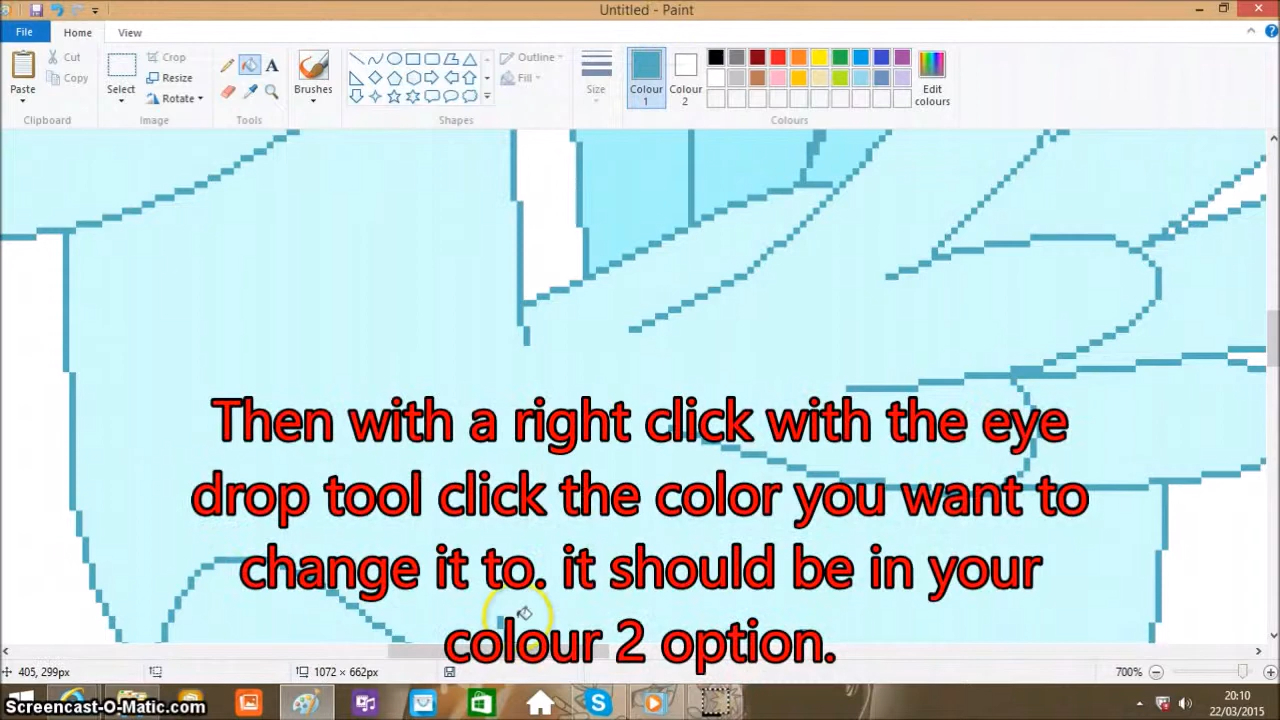 Untitled - Paint
File
Home
View
Paste
Cut
Copy
Clipboard
Select
Crop
Resize
Rotate
Image
A
Tools
Brushes
Outline
Fill
Shapes
Size
Colour
1
Colour
2
Edit
colours
Colours
Then with a right click with the eye
drop tool click the color you want to
change it to. it should be in your
colour 2 option.
405, 299px
1072 × 662px
700%
Screencast-O-Matic.com
20:10
22/03/2015